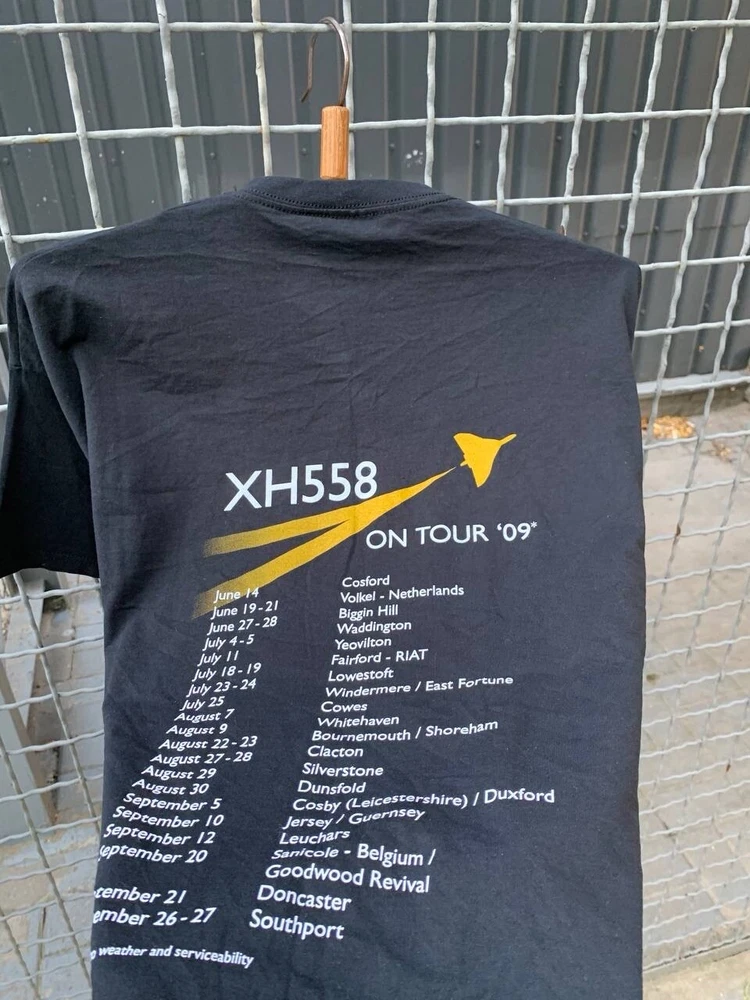 XH558
ON TOUR ‘09*
June 14 Cosford
June 19-21 Volkel - Netherlands
June 27-28 Biggin Hill
July 4-5 Waddington
July 11 Yeovilton
July 18-19 Fairford - RIAT
July 23-24 Lowestoft
July 25 Windermere / East Fortune
August 7 Cowes
August 9 Whitehaven
August 22-23 Bournemouth / Shoreham
August 27-28 Clacton
August 29 Silverstone
August 30 Dunsfold
September 5 Cosby (Leicestershire) / Duxford
September 10 Jersey / Guernsey
September 12 Leuchars
eptember 20 Sanicole - Belgium /
Goodwood Revival
tember 21 Doncaster
ember 26-27 Southport
o weather and serviceability